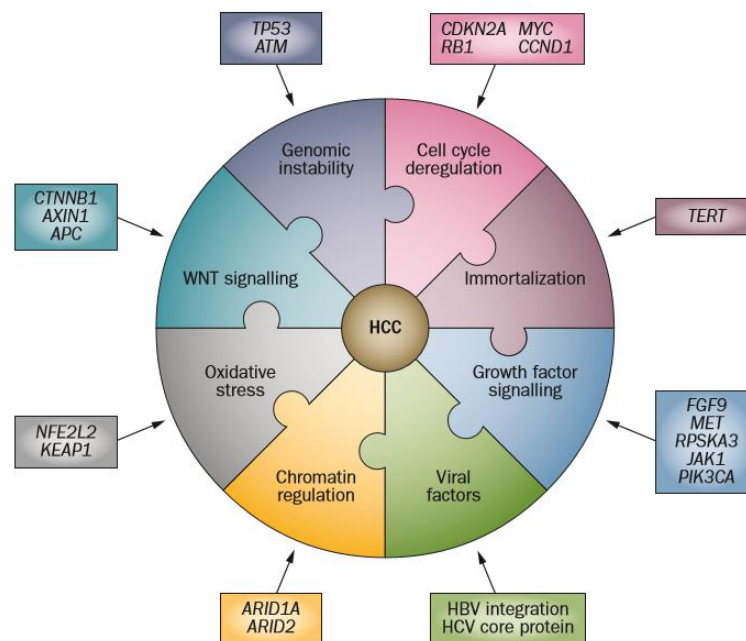 TP53
ATM
CDKN2A MYC
RB1 CCND1
Genomic
instability
Cell cycle
deregulation
CTNNB1
AXIN1
APC
TERT
WNT signalling
Immortalization
HCC
Oxidative
stress
Growth factor
signalling
NFE2L2
KEAP1
FGF9
MET
RPSKA3
JAK1
PIK3CA
Chromatin
regulation
Viral
factors
ARID1A
ARID2
HBV integration
HCV core protein